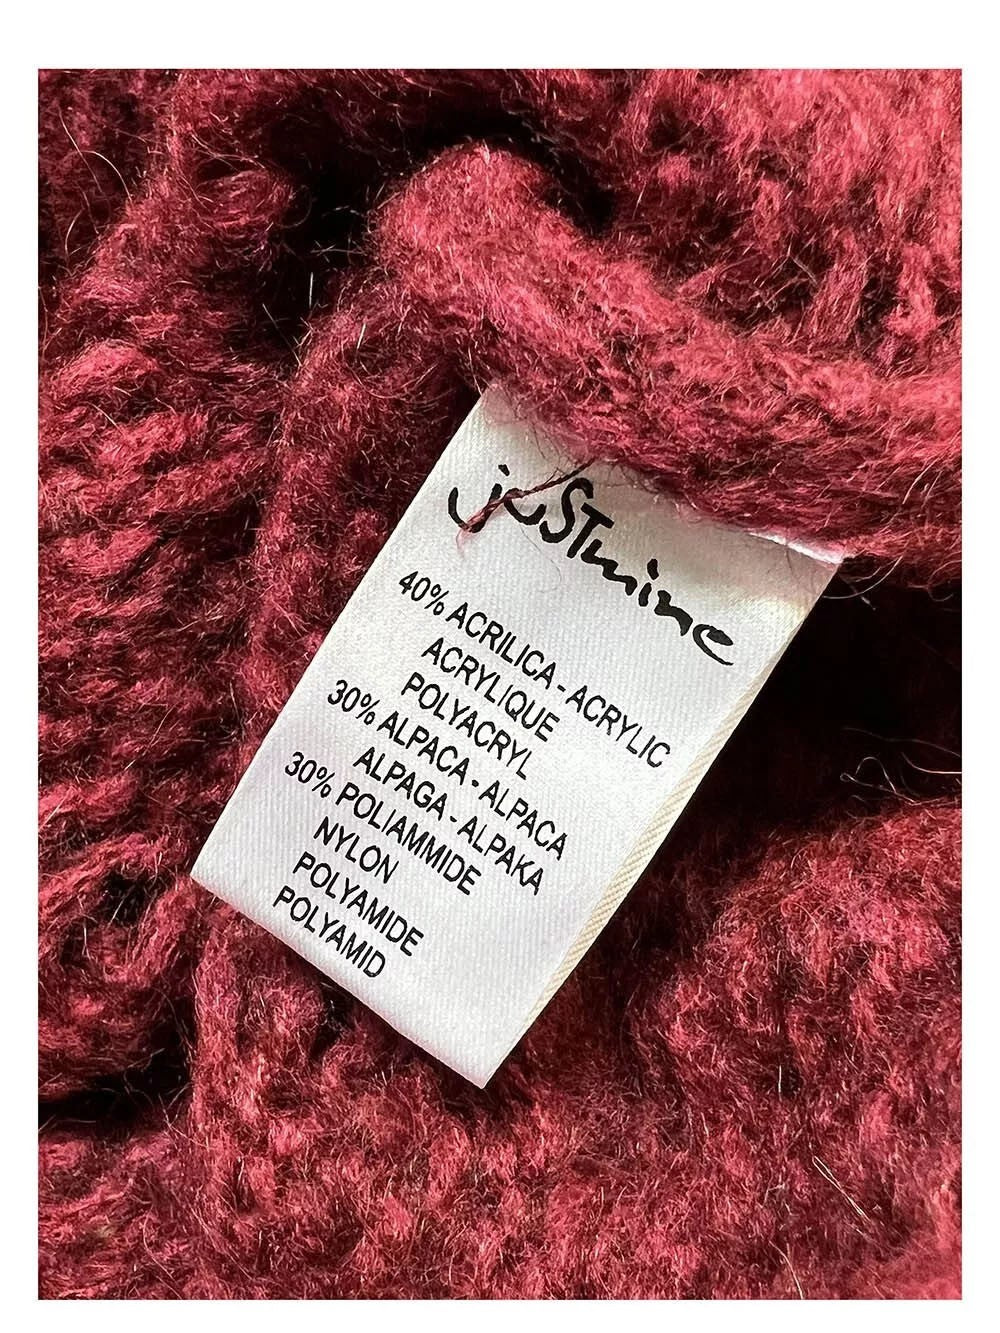 juSTmine
40% ACRILICA - ACRYLIC
ACRYLIQUE
POLYACRYL
30% ALPACA - ALPACA
ALPAGA - ALPAKA
30% POLIAMMIDE
NYLON
POLYAMIDE
POLYAMID